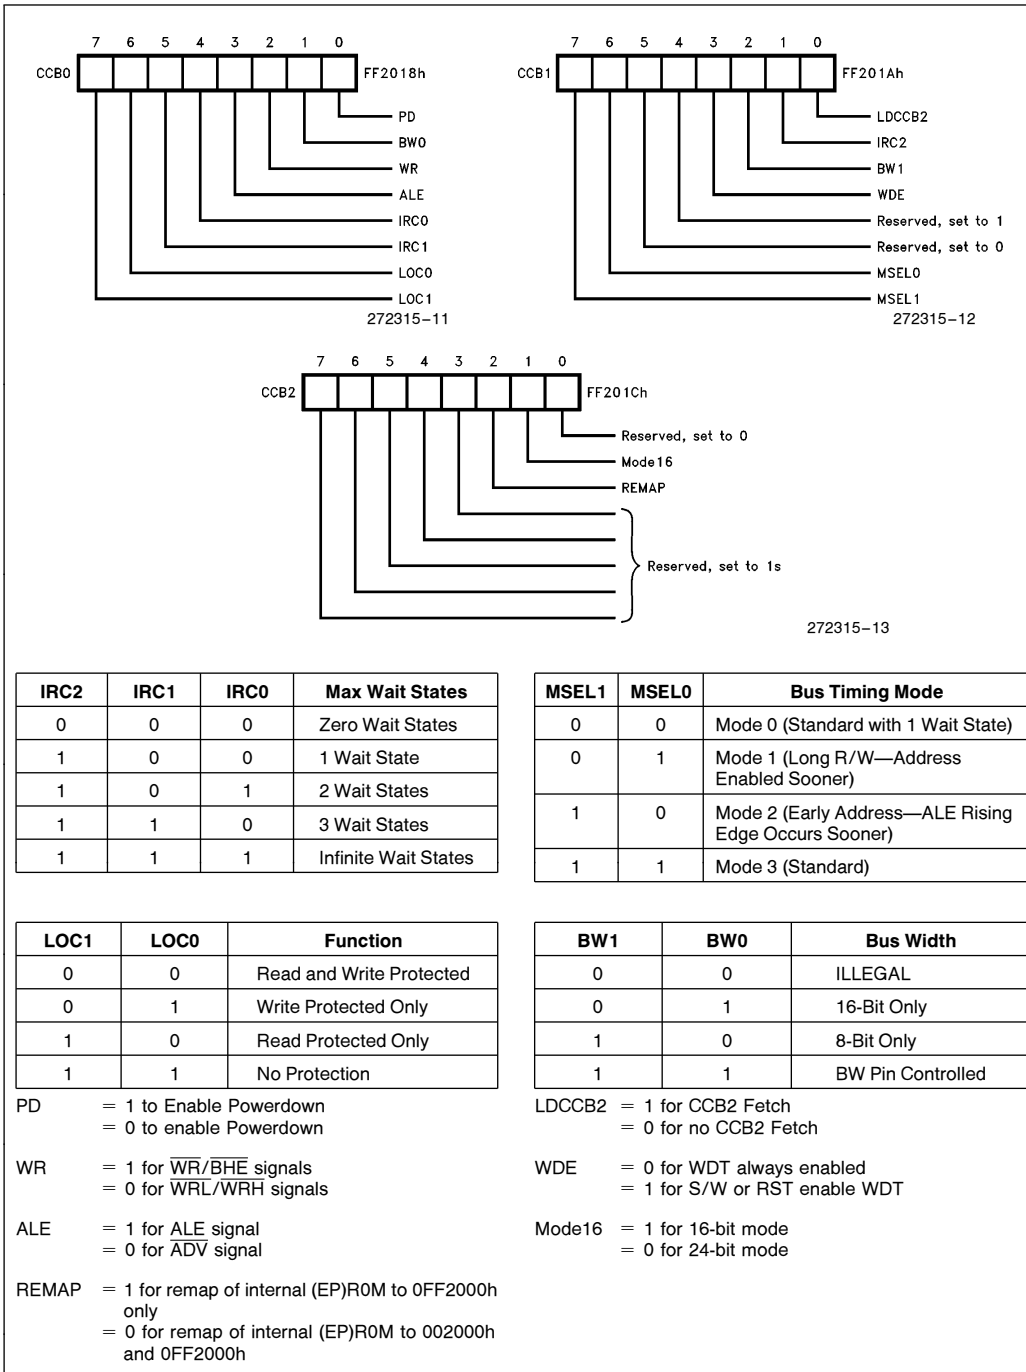 7 6 5 4 3 2 1 0
CCB0 FF2018h
PD
BW0
WR
ALE
IRC0
IRC1
LOC0
LOC1
272315-11
7 6 5 4 3 2 1 0
CCB1 FF201Ah
LDCCB2
IRC2
BW1
WDE
Reserved, set to 1
Reserved, set to 0
MSEL0
MSEL1
272315-12
7 6 5 4 3 2 1 0
CCB2 FF201Ch
Reserved, set to 0
Mode16
REMAP
Reserved, set to 1s
272315-13
IRC2 IRC1 IRC0 Max Wait States
0 0 0 Zero Wait States
1 0 0 1 Wait State
1 0 1 2 Wait States
1 1 0 3 Wait States
1 1 1 Infinite Wait States
MSEL1 MSEL0 Bus Timing Mode
0 0 Mode 0 (Standard with 1 Wait State)
0 1 Mode 1 (Long R/W—Address
Enabled Sooner)
1 0 Mode 2 (Early Address—ALE Rising
Edge Occurs Sooner)
1 1 Mode 3 (Standard)
LOC1 LOC0 Function
0 0 Read and Write Protected
0 1 Write Protected Only
1 0 Read Protected Only
1 1 No Protection
BW1 BW0 Bus Width
0 0 ILLEGAL
0 1 16-Bit Only
1 0 8-Bit Only
1 1 BW Pin Controlled
PD = 1 to Enable Powerdown
= 0 to enable Powerdown
WR = 1 for W̅R̅/B̅H̅E̅ signals
= 0 for W̅R̅L̅/W̅R̅H̅ signals
ALE = 1 for ALE signal
= 0 for A̅D̅V̅ signal
REMAP = 1 for remap of internal (EP)R0M to 0FF2000h
only
= 0 for remap of internal (EP)R0M to 002000h
and 0FF2000h
LDCCB2 = 1 for CCB2 Fetch
= 0 for no CCB2 Fetch
WDE = 0 for WDT always enabled
= 1 for S/W or RST enable WDT
Mode16 = 1 for 16-bit mode
= 0 for 24-bit mode